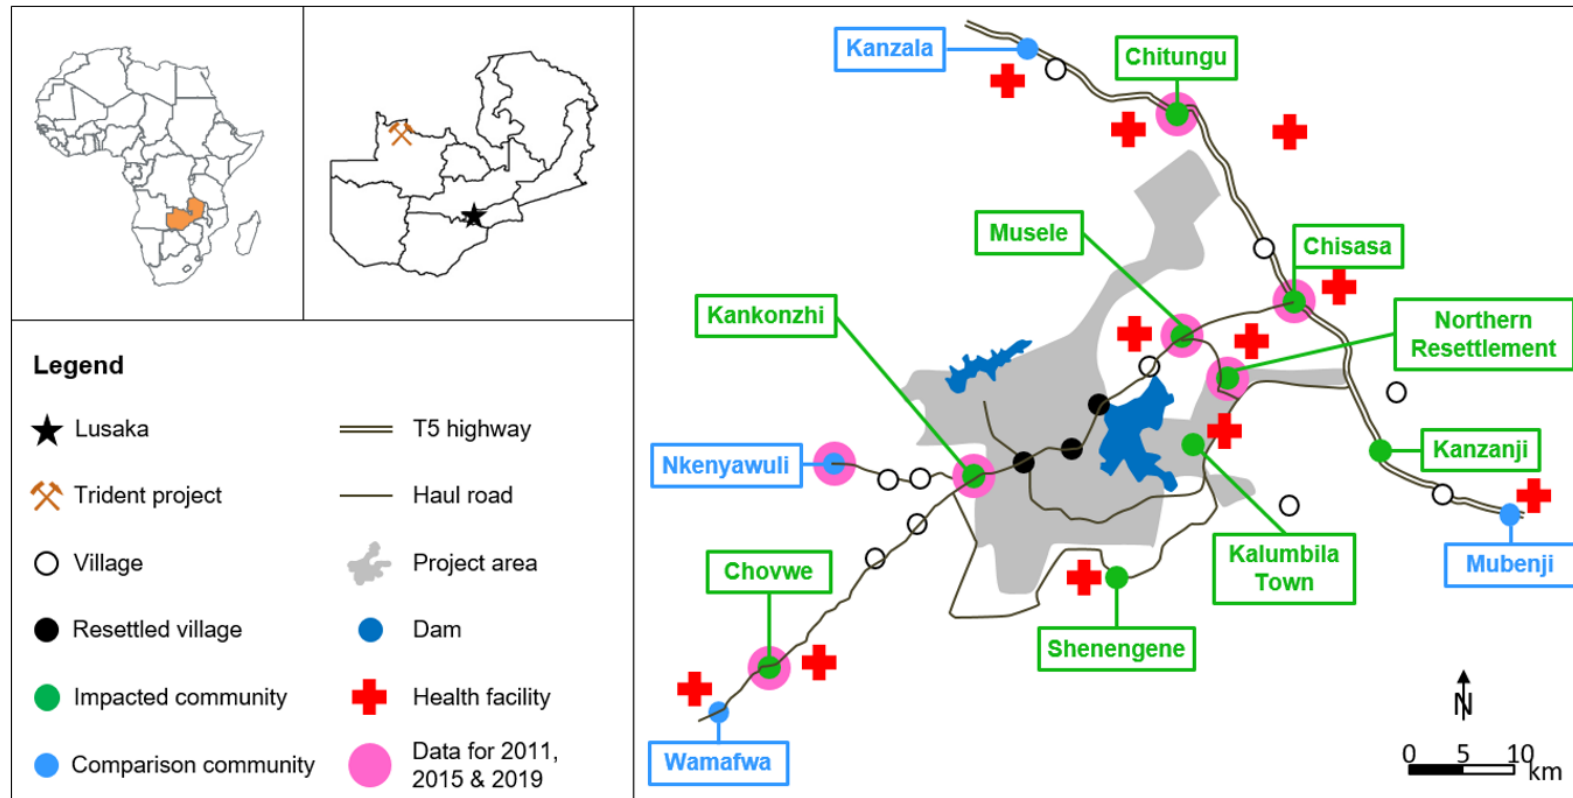 Legend
Lusaka
Trident project
Village
Resettled village
Impacted community
Comparison community
T5 highway
Haul road
Project area
Dam
Health facility
Data for 2011,
2015 & 2019
Kanzala
Chitungu
Musele
Chisasa
Kankonzhi
Northern
Resettlement
Nkenyawuli
Kanzanji
Chovwe
Kalumbila
Town
Mubenji
Shenengene
Wamafwa
N
0 5 10
km